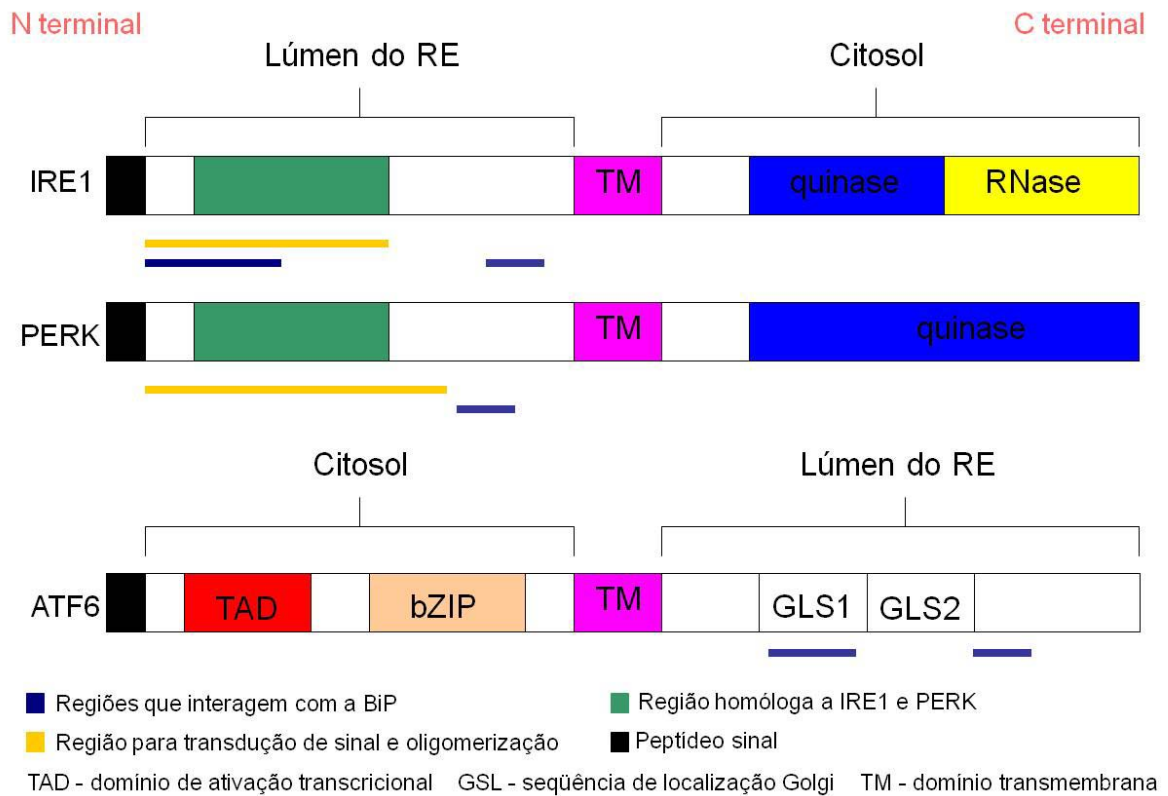 N terminal C terminal
Lúmen do RE Citosol
IRE1 TM quinase RNase
PERK TM quinase
Citosol Lúmen do RE
ATF6 TAD bZIP TM GLS1 GLS2
Regiões que interagem com a BiP Região homóloga a IRE1 e PERK
Região para transdução de sinal e oligomerização Peptídeo sinal
TAD - domínio de ativação transcricional GSL - seqüência de localização Golgi TM - domínio transmembrana